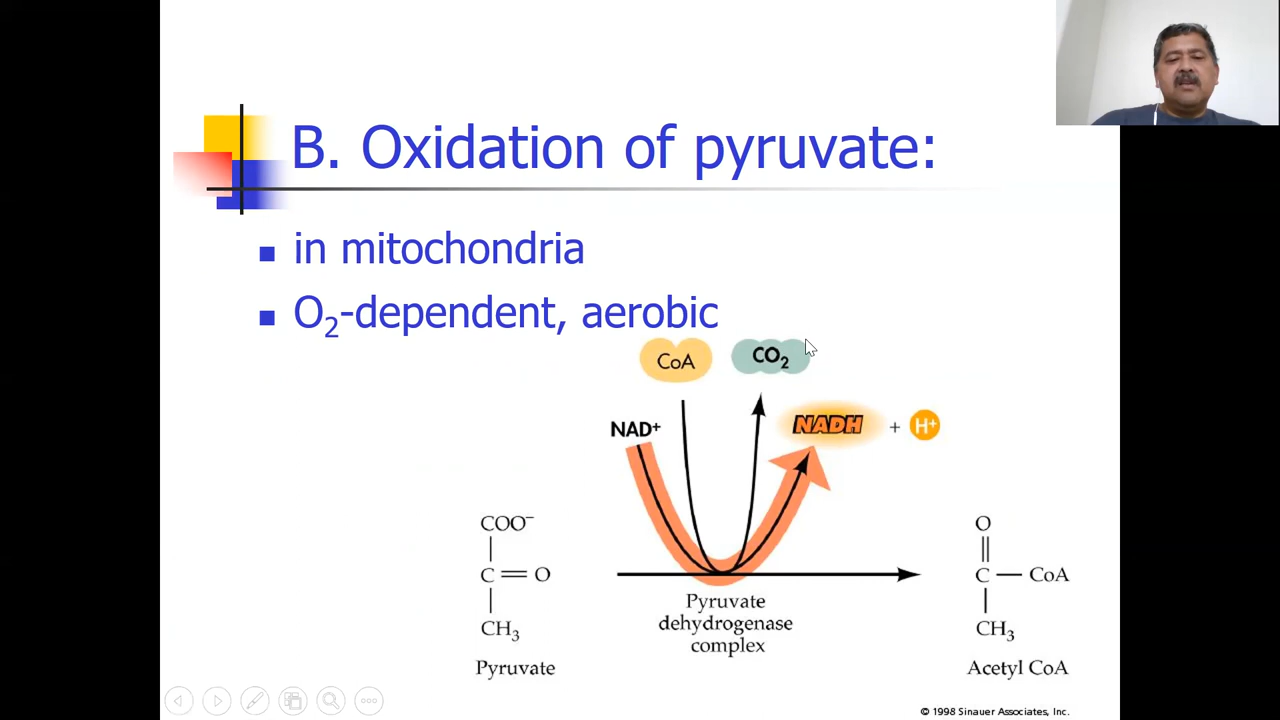 B. Oxidation of pyruvate:
in mitochondria
O₂-dependent, aerobic
CoA
CO₂
NAD⁺
NADH + H⁺
COO⁻
C = O
CH₃
Pyruvate
Pyruvate
dehydrogenase
complex
O
C — CoA
CH₃
Acetyl CoA
© 1998 Sinauer Associates, Inc.